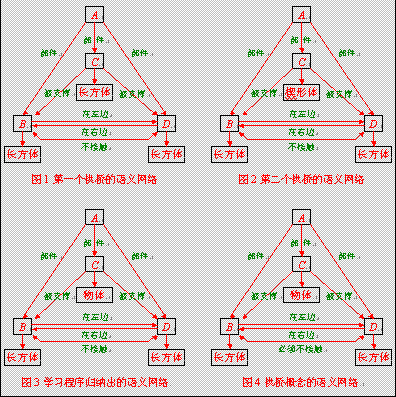 A
部件
部件
部件
C
被支撑
被支撑
长方体
B
在左边
D
在右边
不接触
长方体
长方体
图1 第一个拱桥的语义网络
A
部件
部件
部件
C
被支撑
被支撑
楔形体
B
在左边
D
在右边
不接触
长方体
长方体
图2 第二个拱桥的语义网络
A
部件
部件
部件
C
被支撑
被支撑
物体
B
在左边
D
在右边
不接触
长方体
长方体
图3 学习程序归纳出的语义网络
A
部件
部件
部件
C
被支撑
被支撑
物体
B
在左边
D
在右边
必须不接触
长方体
长方体
图4 拱桥概念的语义网络